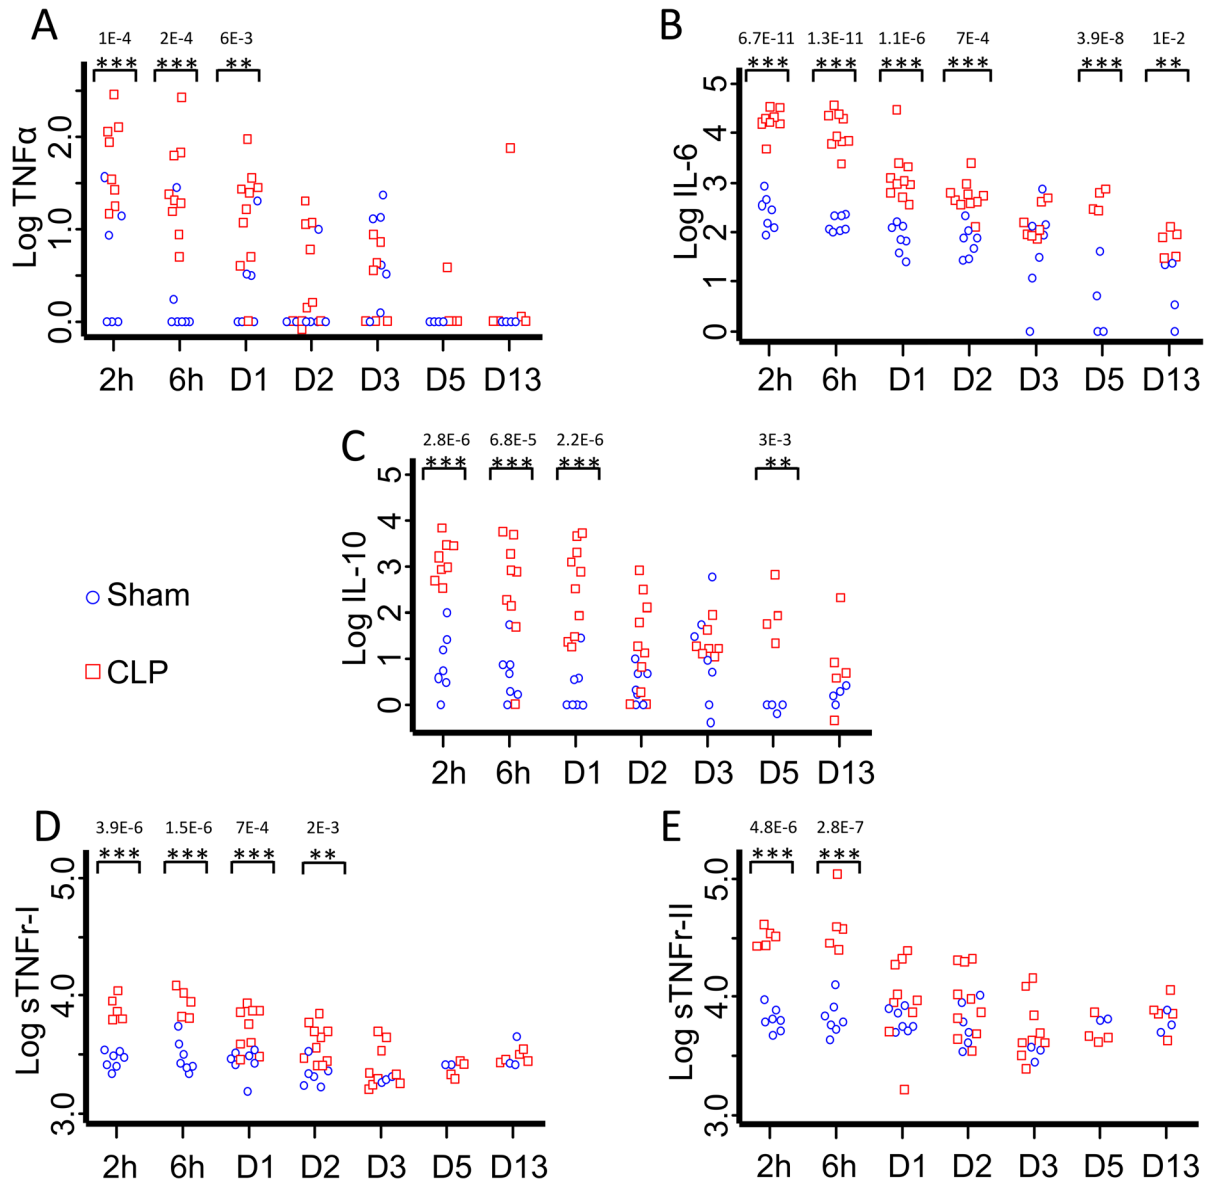 A
1E-4 2E-4 6E-3
*** *** **
Log TNFα
2.0
1.0
0.0
2h 6h D1 D2 D3 D5 D13
B
6.7E-11 1.3E-11 1.1E-6 7E-4 3.9E-8 1E-2
*** *** *** *** *** **
Log IL-6
5
4
3
2
1
0
2h 6h D1 D2 D3 D5 D13
C
2.8E-6 6.8E-5 2.2E-6 3E-3
*** *** *** **
Log IL-10
5
4
3
2
1
0
2h 6h D1 D2 D3 D5 D13
Sham
CLP
D
3.9E-6 1.5E-6 7E-4 2E-3
*** *** *** **
Log sTNFr-I
5.0
4.0
3.0
2h 6h D1 D2 D3 D5 D13
E
4.8E-6 2.8E-7
*** ***
Log sTNFr-II
5.0
4.0
3.0
2h 6h D1 D2 D3 D5 D13